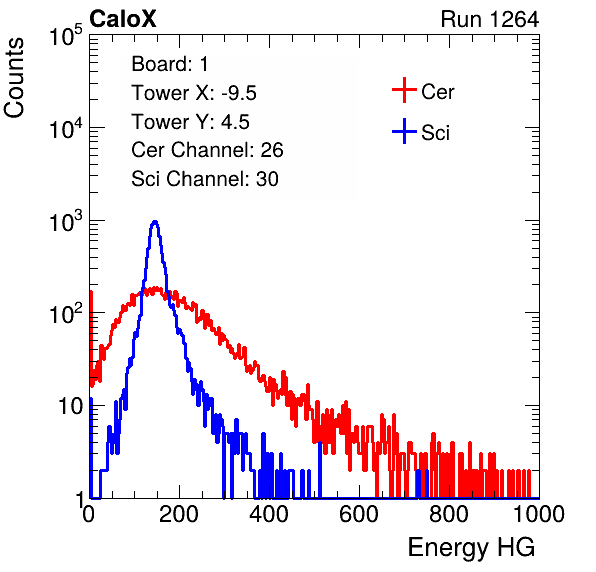 CaloX Run 1264
Counts
10^5
10^4
10^3
10^2
10
1
Board: 1
Tower X: -9.5
Tower Y: 4.5
Cer Channel: 26
Sci Channel: 30
Cer
Sci
0 200 400 600 800 1000
Energy HG